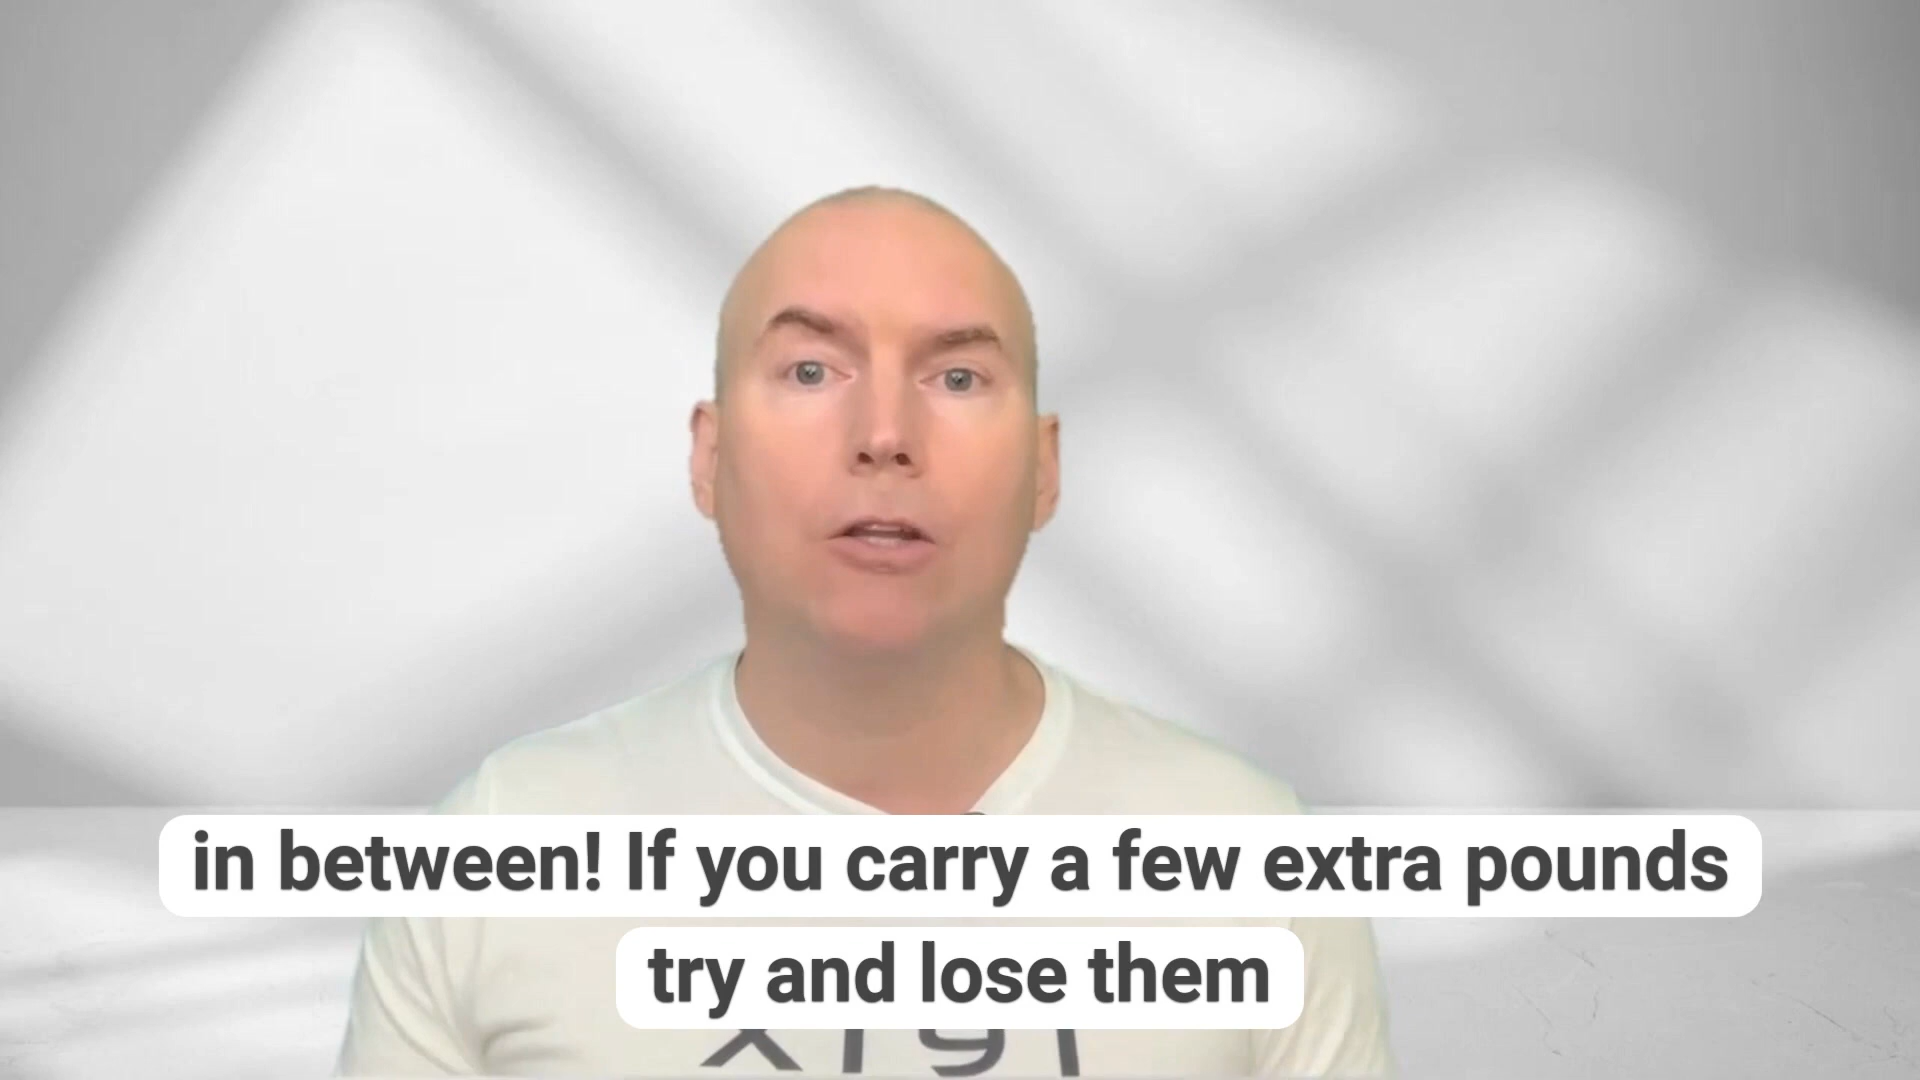 in between! If you carry a few extra pounds
try and lose them